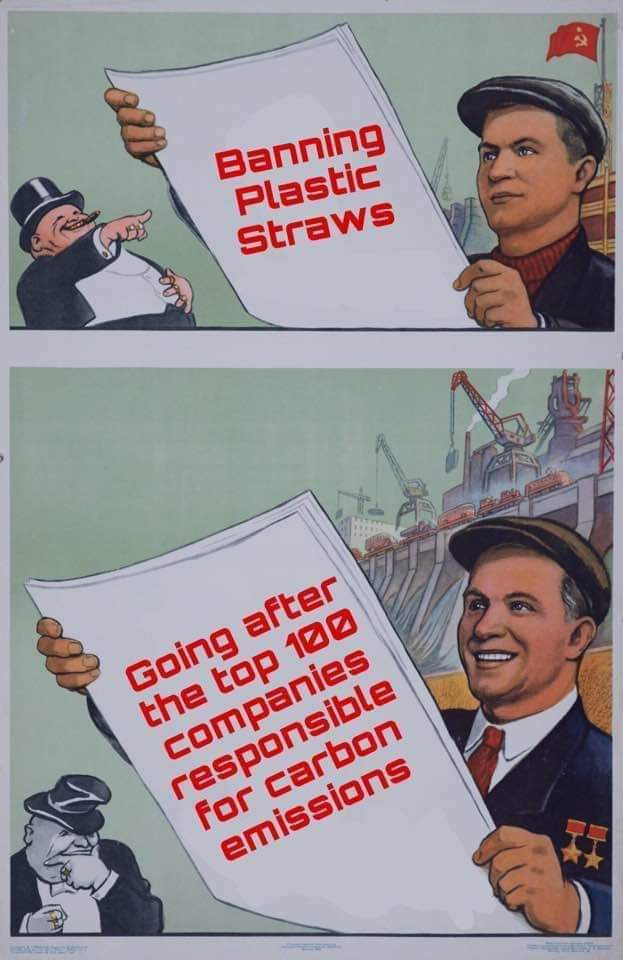 Banning
Plastic
Straws
Going after
the top 100
companies
responsible
for carbon
emissions